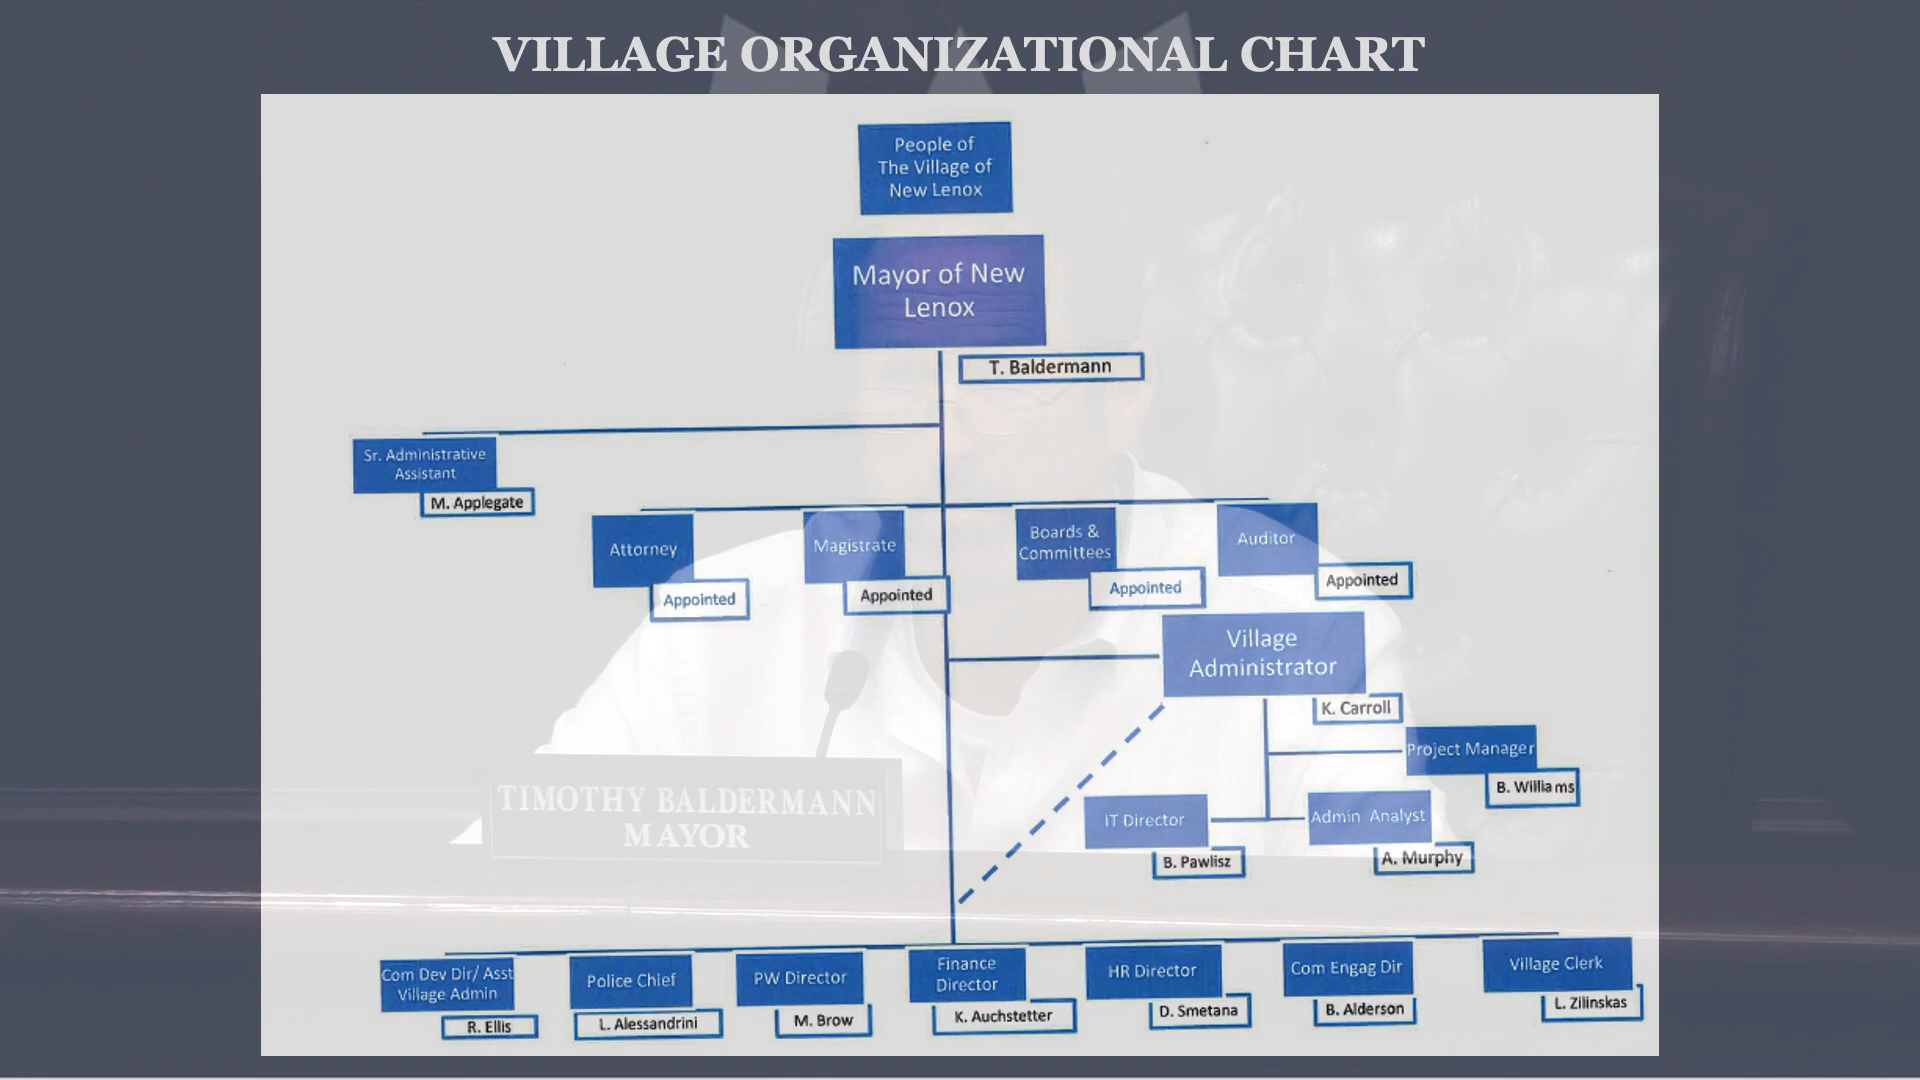 VILLAGE ORGANIZATIONAL CHART
People of
The Village of
New Lenox
Mayor of New
Lenox
T. Baldermann
Sr. Administrative
Assistant
M. Applegate
Attorney
Appointed
Magistrate
Appointed
Boards &
Committees
Appointed
Auditor
Appointed
Village
Administrator
K. Carroll
Project Manager
B. Williams
IT Director
B. Pawlisz
Admin Analyst
A. Murphy
TIMOTHY BALDERMANN
MAYOR
Com Dev Dir/ Asst
Village Admin
R. Ellis
Police Chief
L. Alessandrini
PW Director
M. Brow
Finance
Director
K. Auchstetter
HR Director
D. Smetana
Com Engag Dir
B. Alderson
Village Clerk
L. Zilinskas